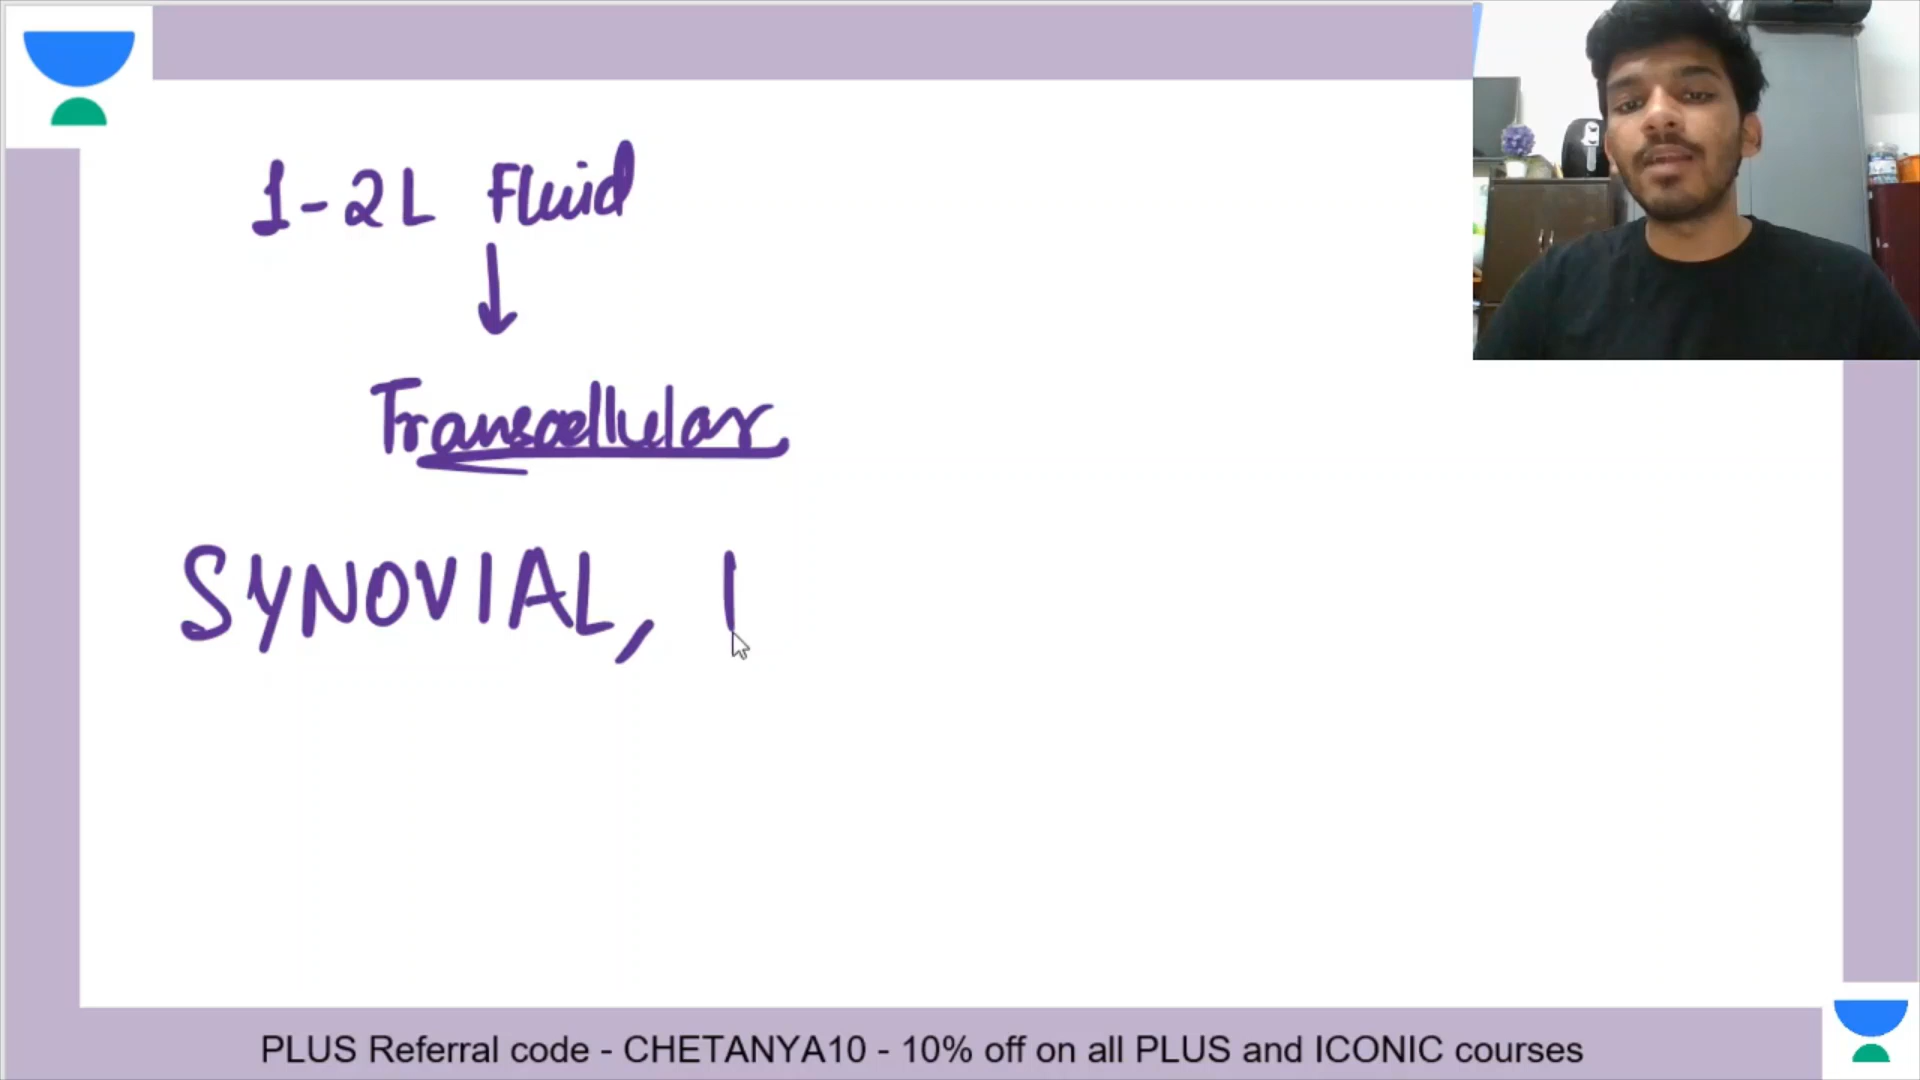 1-2L Fluid
Transcellular
SYNOVIAL, I
PLUS Referral code - CHETANYA10 - 10% off on all PLUS and ICONIC courses